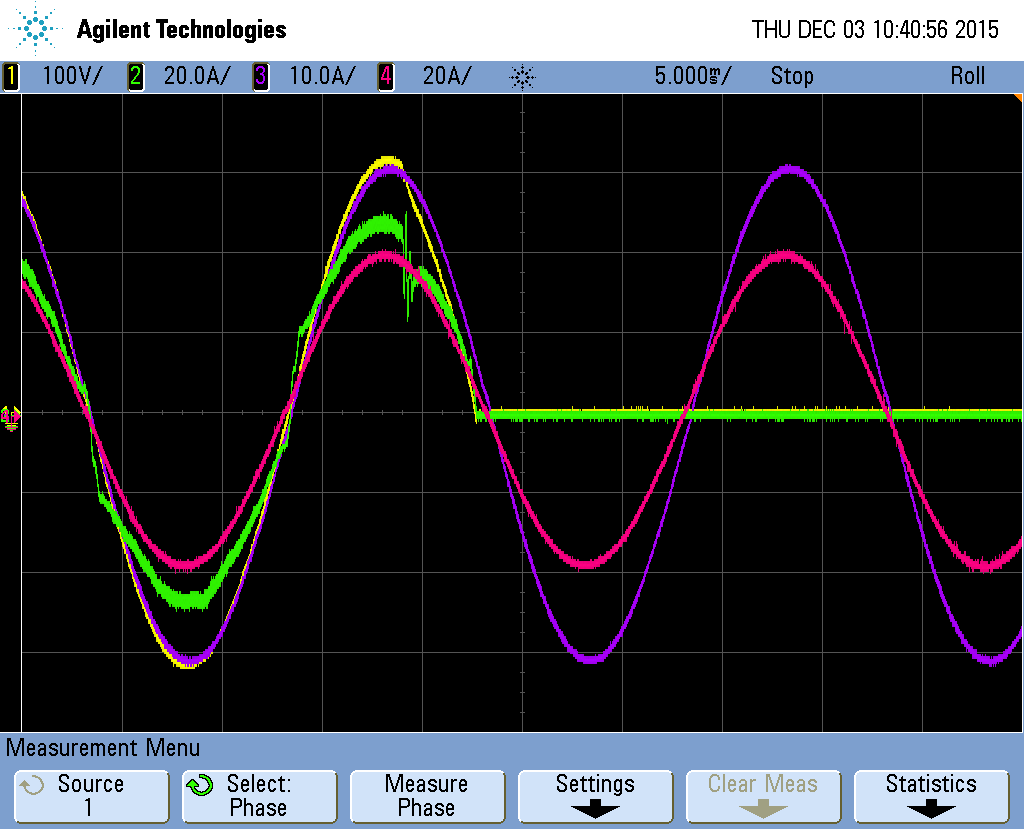 Agilent Technologies THU DEC 03 10:40:56 2015
1 100V/ 2 20.0A/ 3 10.0A/ 4 20A/ 5.000ms/ Stop Roll
Measurement Menu
Source Select: Measure Settings Clear Meas Statistics
1 Phase Phase